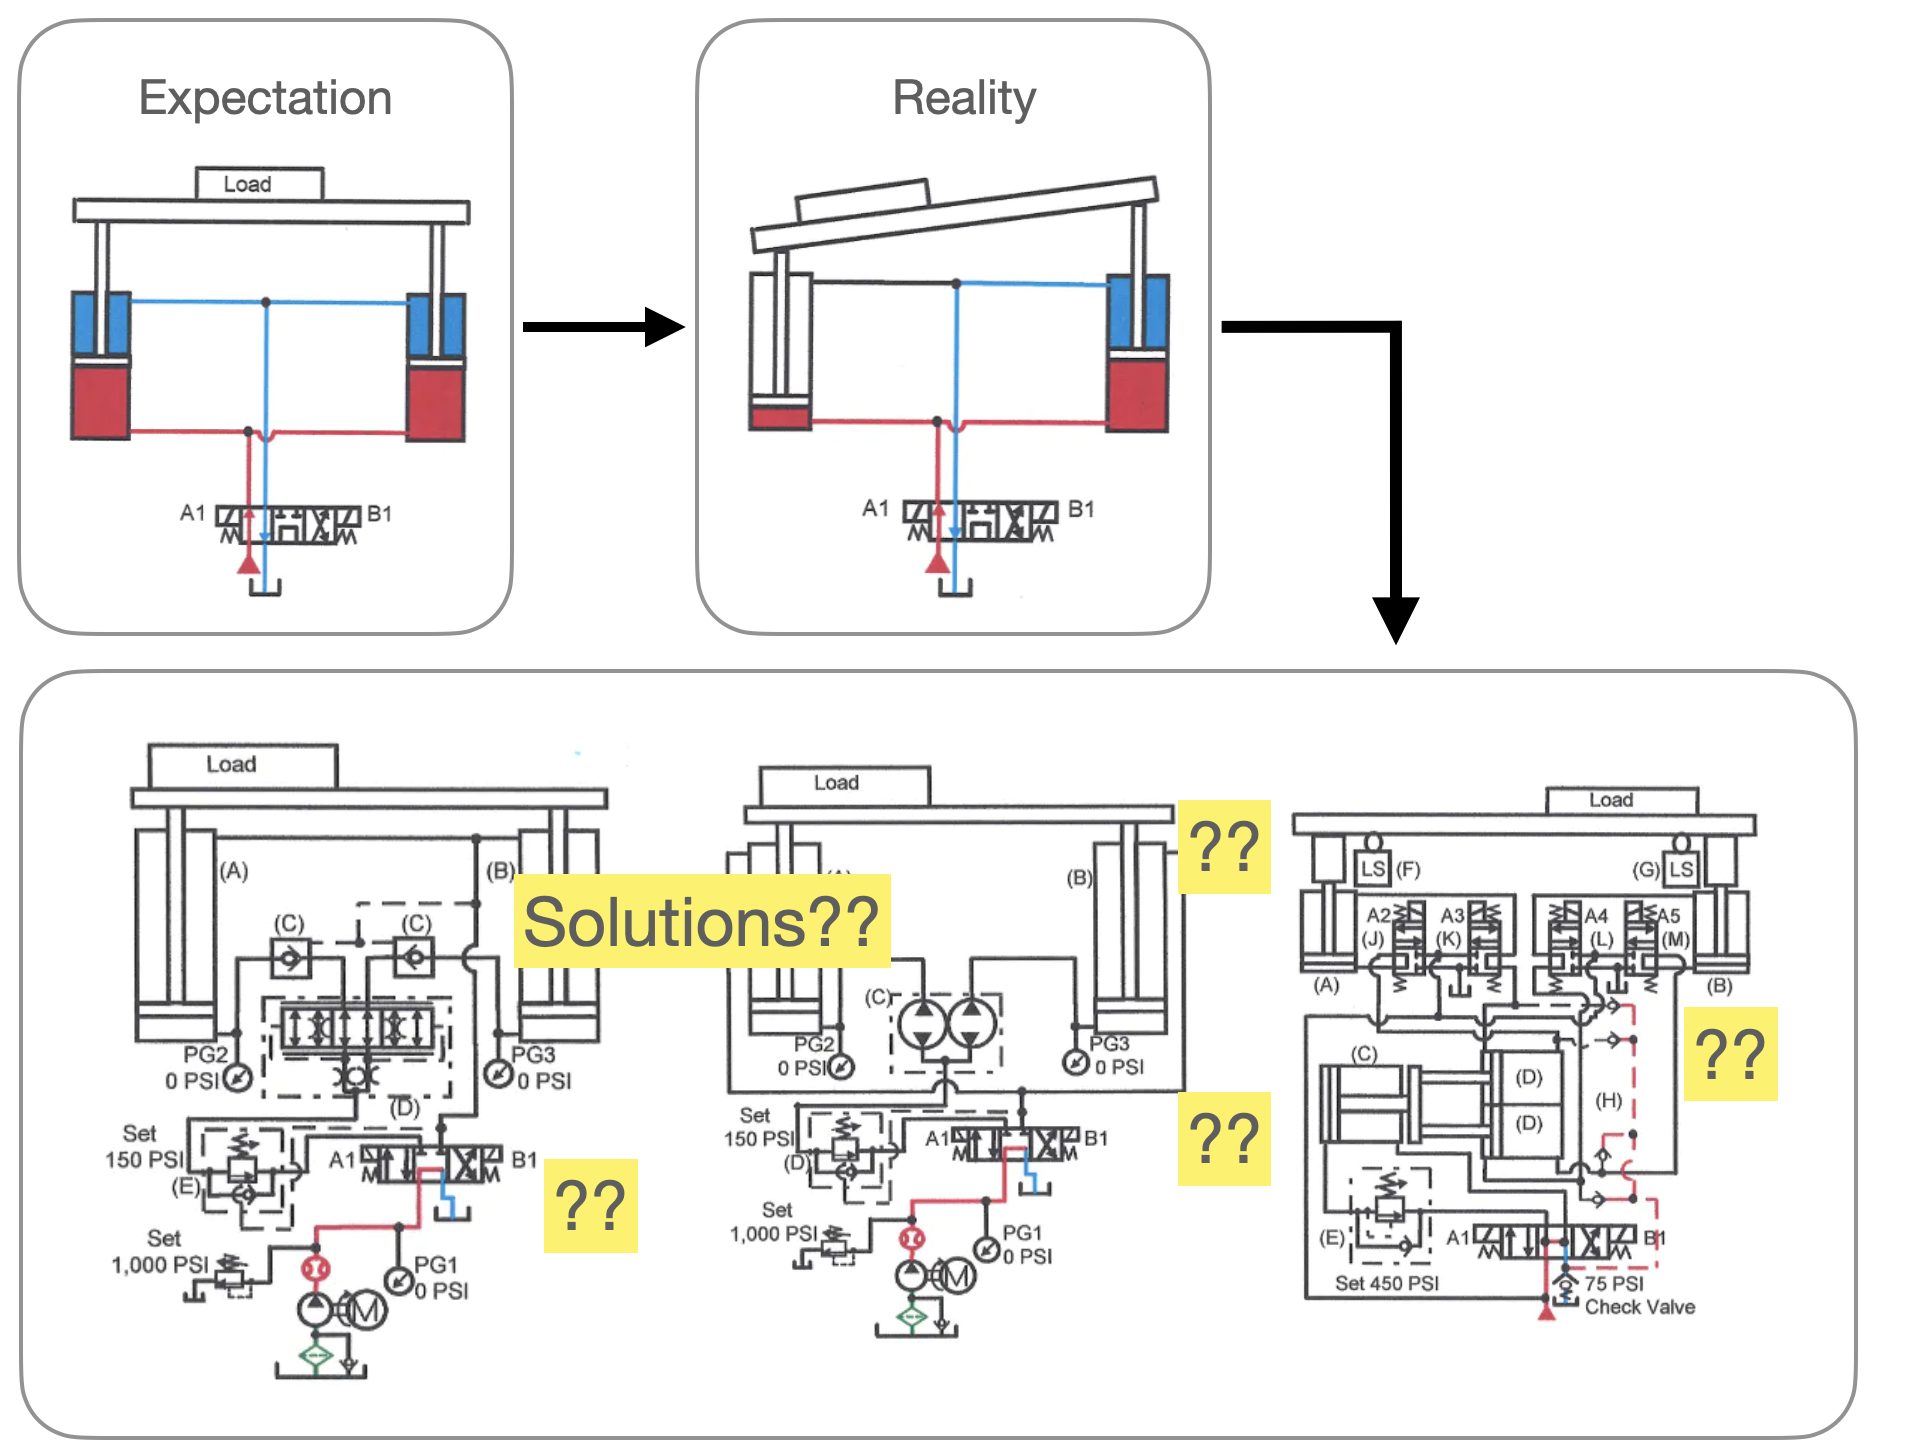 Expectation
Load
A1
B1
Reality
A1
B1
Load
(A)
(B)
(C)
(C)
PG2
0 PSI
PG3
0 PSI
(D)
Set
150 PSI
(E)
A1
B1
Set
1,000 PSI
PG1
0 PSI
M
??
Solutions??
Load
(B)
(C)
PG2
0 PSI
PG3
0 PSI
Set
150 PSI
(D)
A1
B1
Set
1,000 PSI
PG1
0 PSI
M
??
??
Load
LS
(F)
(G)
LS
A2
A3
A4
A5
(J)
(K)
(L)
(M)
(A)
(B)
(C)
(D)
(D)
(H)
(E)
A1
B1
Set 450 PSI
75 PSI
Check Valve
??